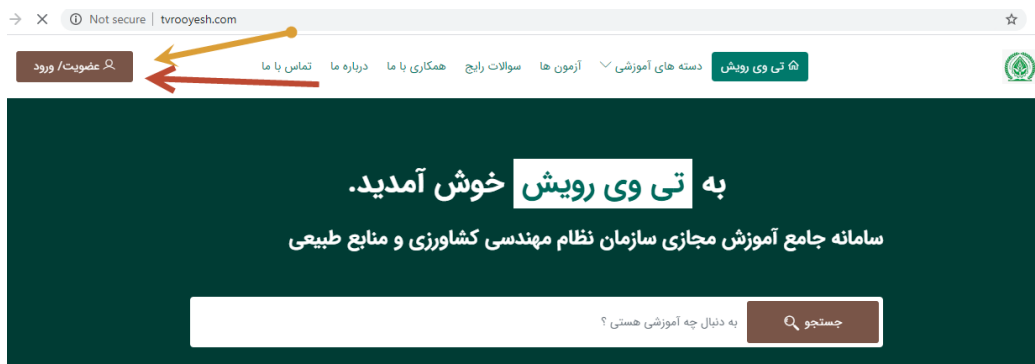 Not secure | tvrooyesh.com
تی وی رویش دسته های آموزشی آزمون ها سوالات رایج همکاری با ما درباره ما تماس با ما عضویت/ ورود
به تی وی رویش خوش آمدید.
سامانه جامع آموزش مجازی سازمان نظام مهندسی کشاورزی و منابع طبیعی
جستجو به دنبال چه آموزشی هستی ؟